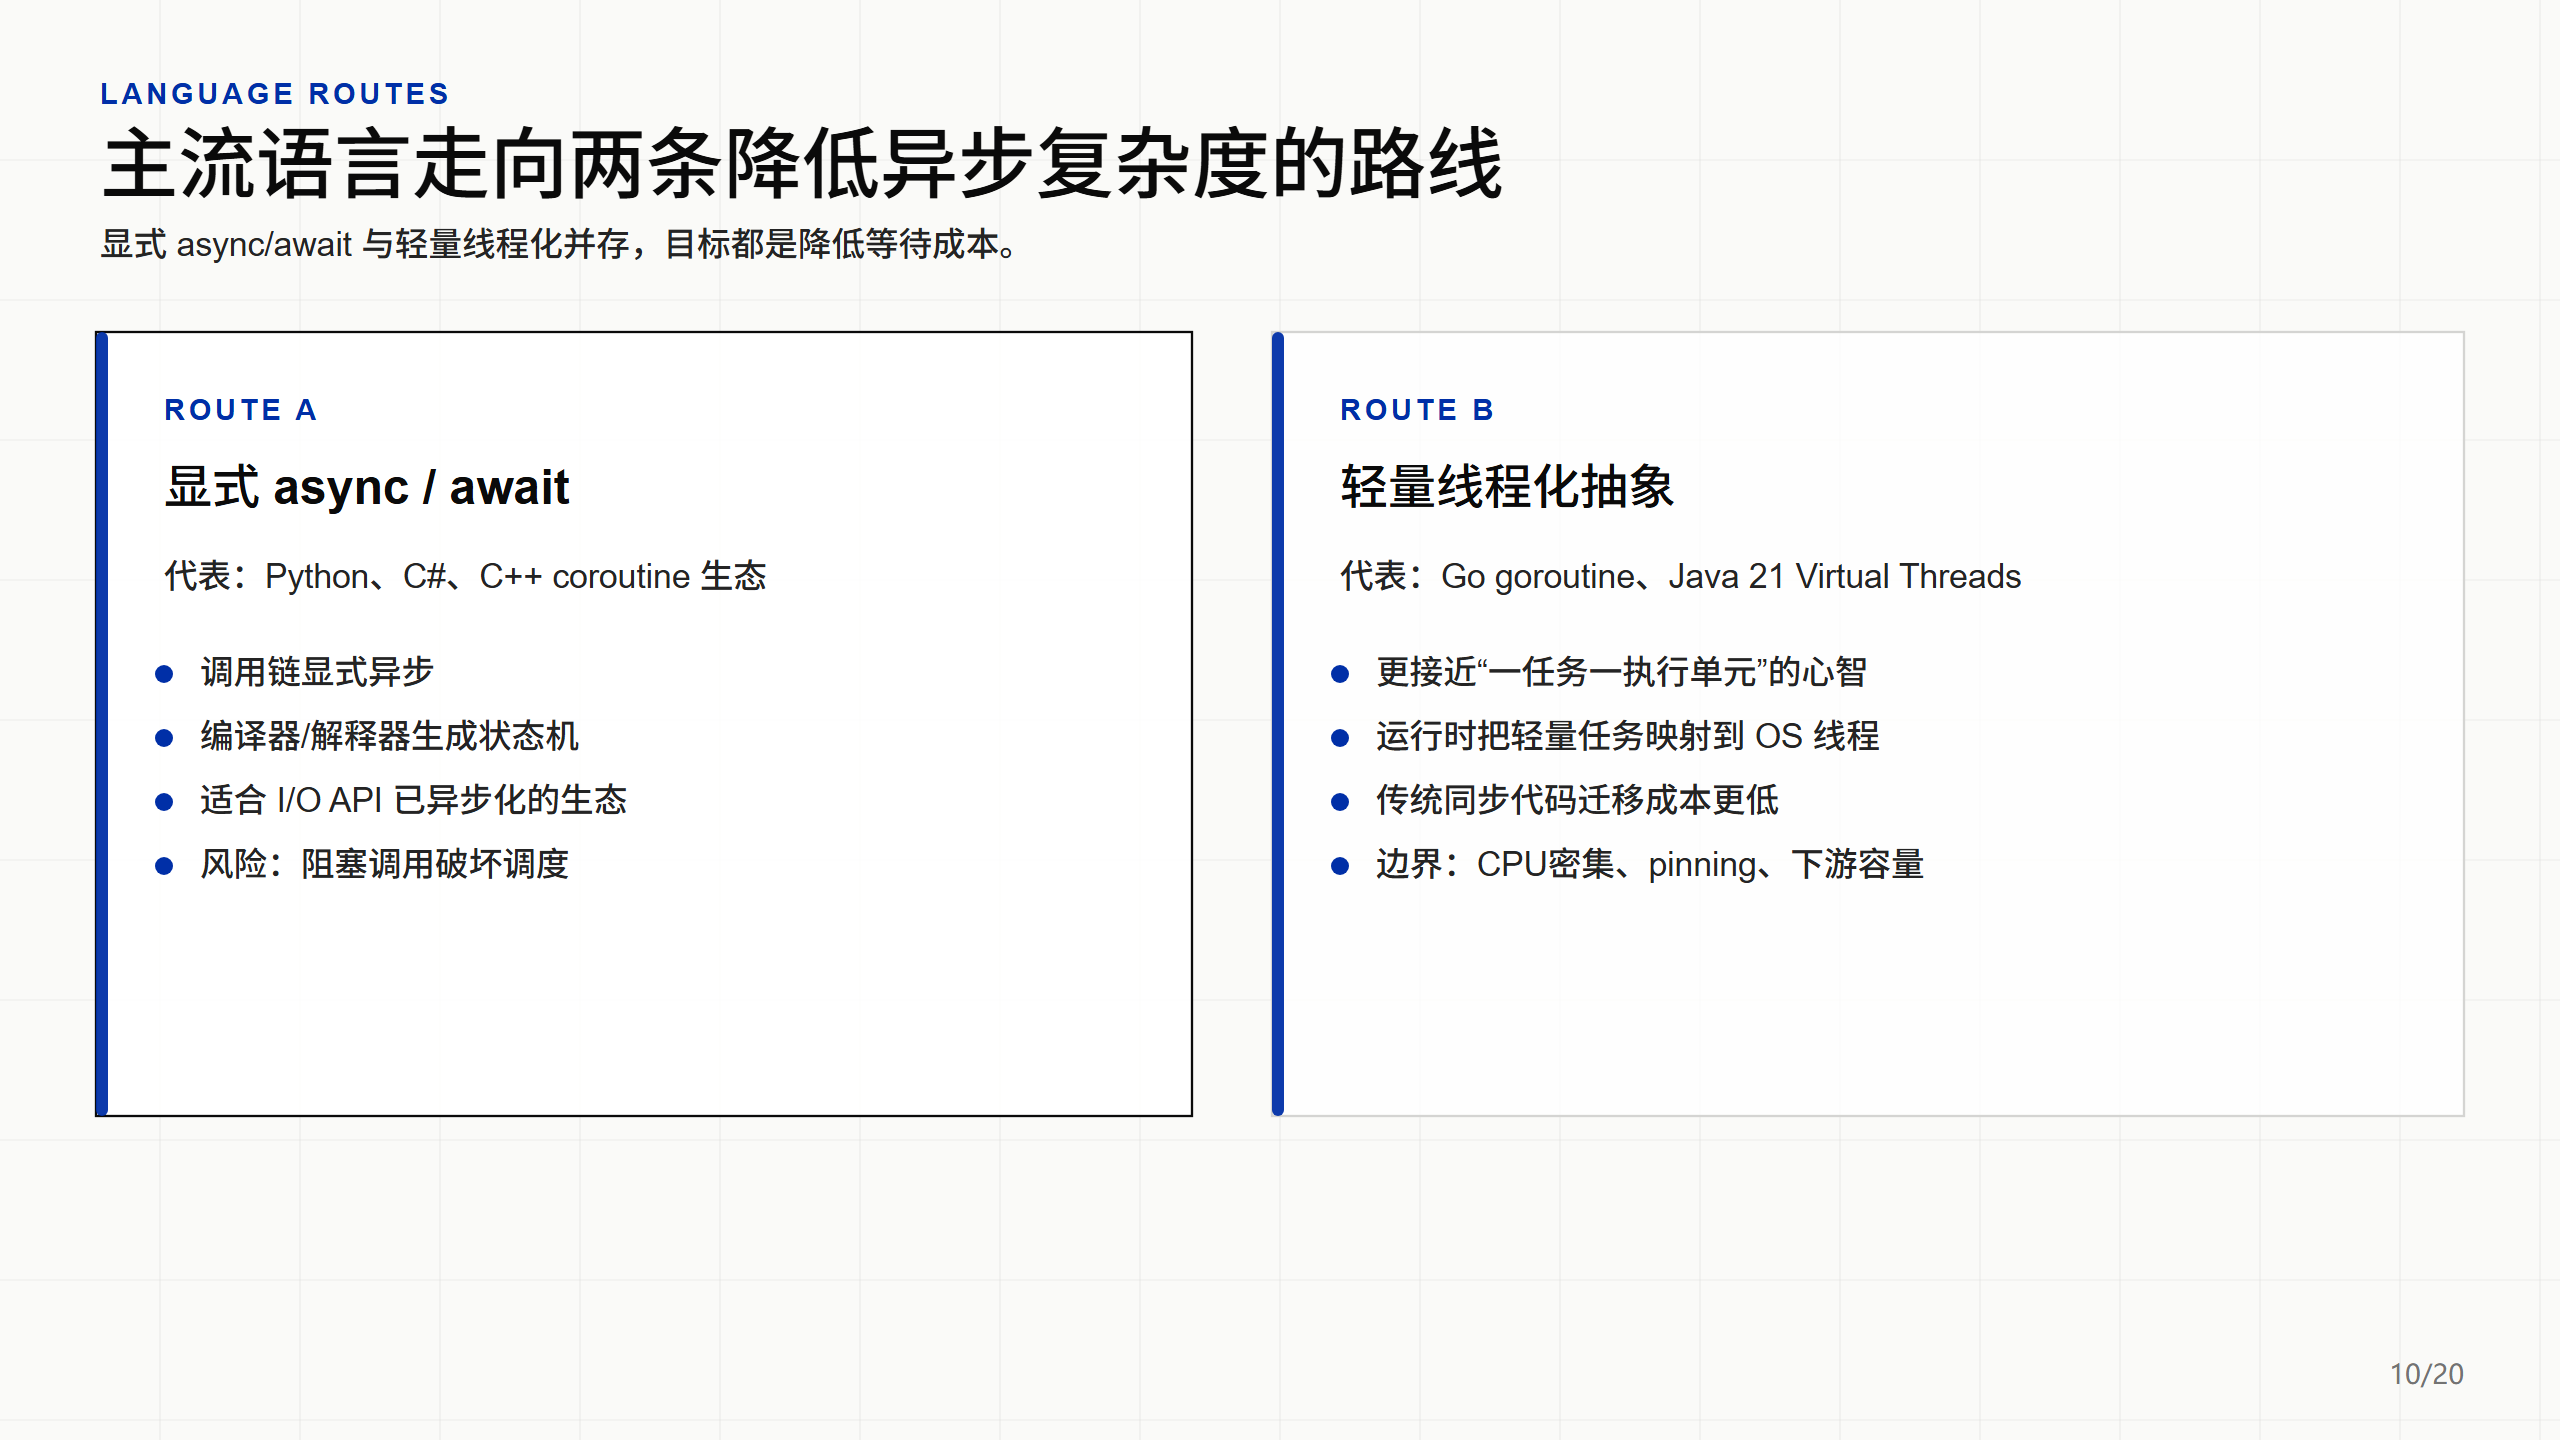 LANGUAGE ROUTES
主流语言走向两条降低异步复杂度的路线
显式 async/await 与轻量线程化并存，目标都是降低等待成本。
ROUTE A
显式 async / await
代表：Python、C#、C++ coroutine 生态
调用链显式异步
编译器/解释器生成状态机
适合 I/O API 已异步化的生态
风险：阻塞调用破坏调度
ROUTE B
轻量线程化抽象
代表：Go goroutine、Java 21 Virtual Threads
更接近“一任务一执行单元”的心智
运行时把轻量任务映射到 OS 线程
传统同步代码迁移成本更低
边界：CPU密集、pinning、下游容量
10/20